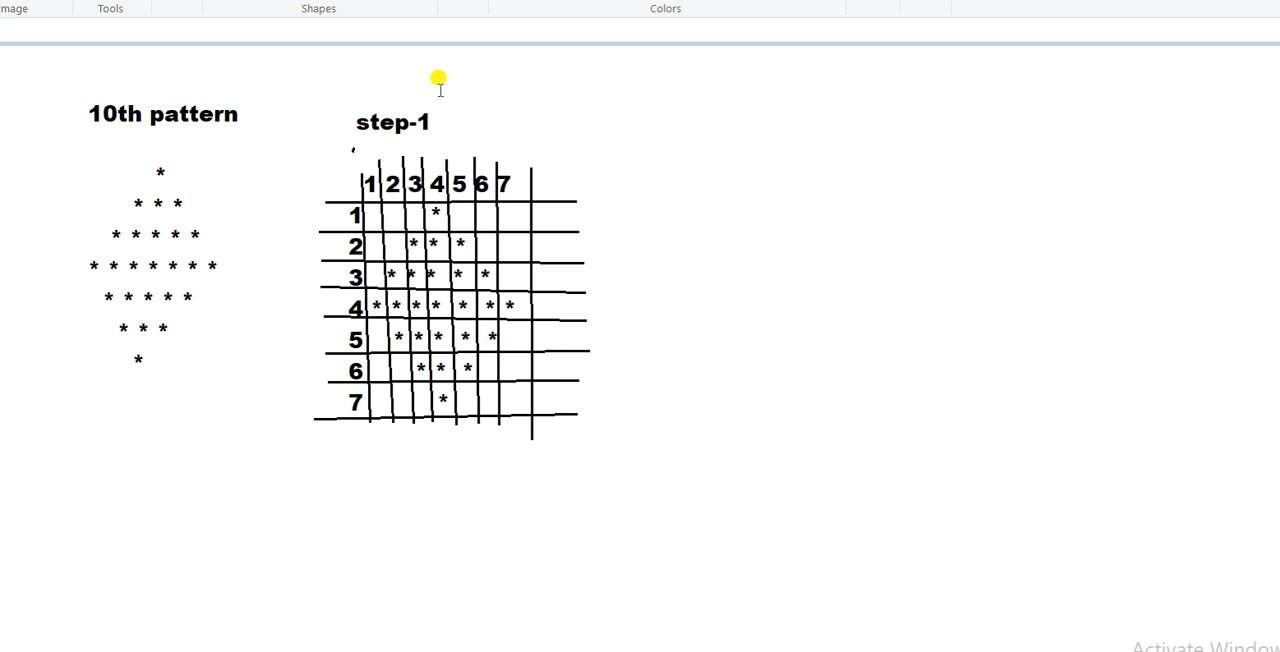 mage Tools Shapes Colors
10th pattern
*
* * *
* * * * *
* * * * * * *
* * * * *
* * *
*
step-1
1 2 3 4 5 6 7
1 *
2 * * *
3 * * * * *
4 * * * * * * *
5 * * * * *
6 * * *
7 *
Activate Window